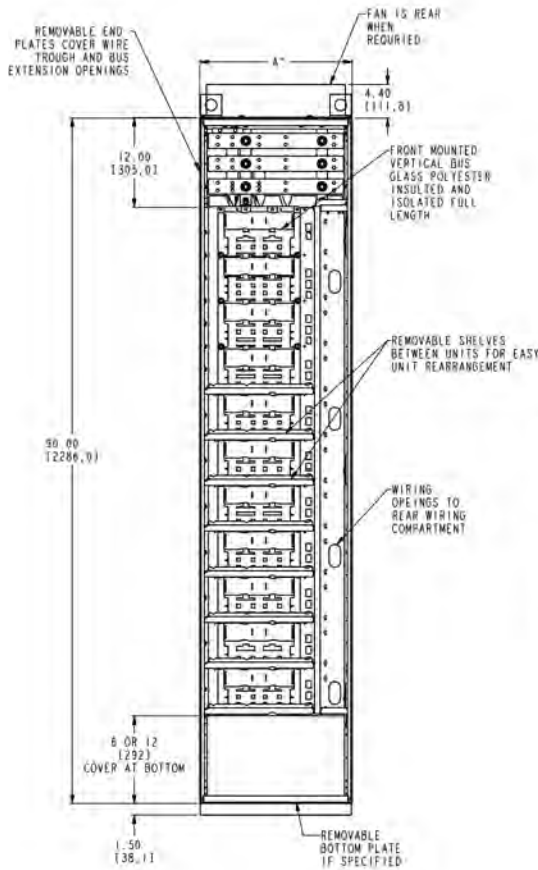 REMOVABLE END
PLATES COVER WIRE
TROUGH AND BUS
EXTENSION OPENINGS
FAN IS REAR
WHEN
REQURIED
A"
4.40
[111,8]
12.00
[305,0]
FRONT MOUNTED
VERTICAL BUS
GLASS POLYESTER
INSULTED AND
ISOLATED FULL
LENGTH
REMOVABLE SHELVES
BETWEEN UNITS FOR EASY
UNIT REARRANGEMENT
90.00
[2286,0]
WIRING
OPEINGS TO
REAR WIRING
COMPARTMENT
6 OR 12
[292]
COVER AT BOTTOM
1.50
[38,1]
REMOVABLE
BOTTOM PLATE
IF SPECIFIED